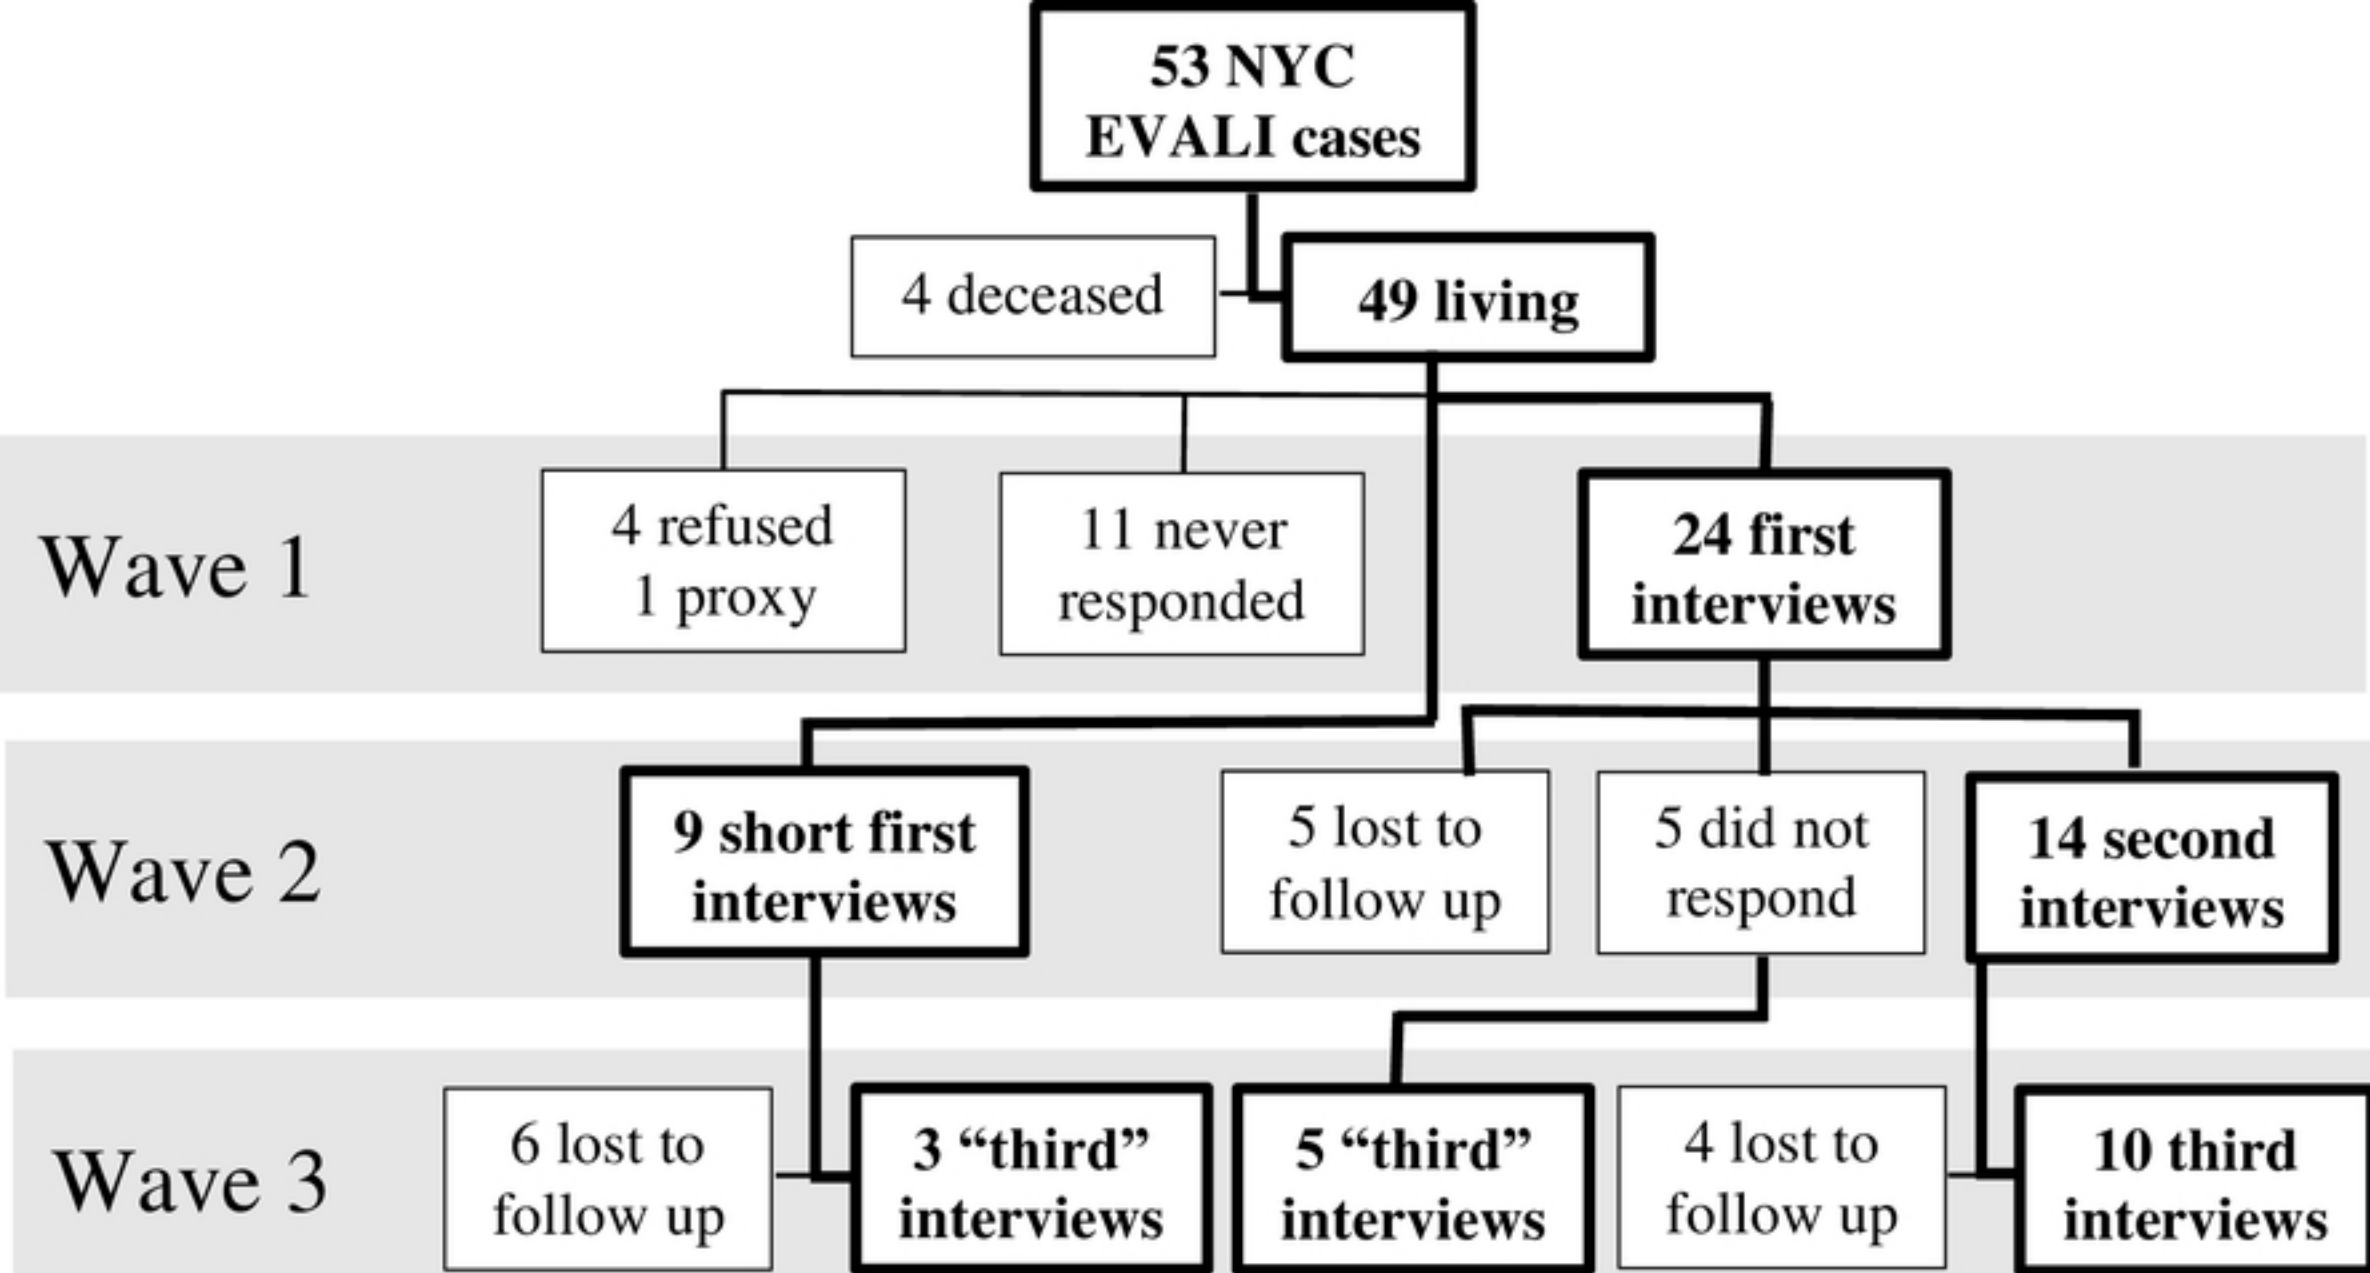 53 NYC
EVALI cases
4 deceased
49 living
Wave 1
4 refused
1 proxy
11 never
responded
24 first
interviews
Wave 2
9 short first
interviews
5 lost to
follow up
5 did not
respond
14 second
interviews
Wave 3
6 lost to
follow up
3 “third”
interviews
5 “third”
interviews
4 lost to
follow up
10 third
interviews